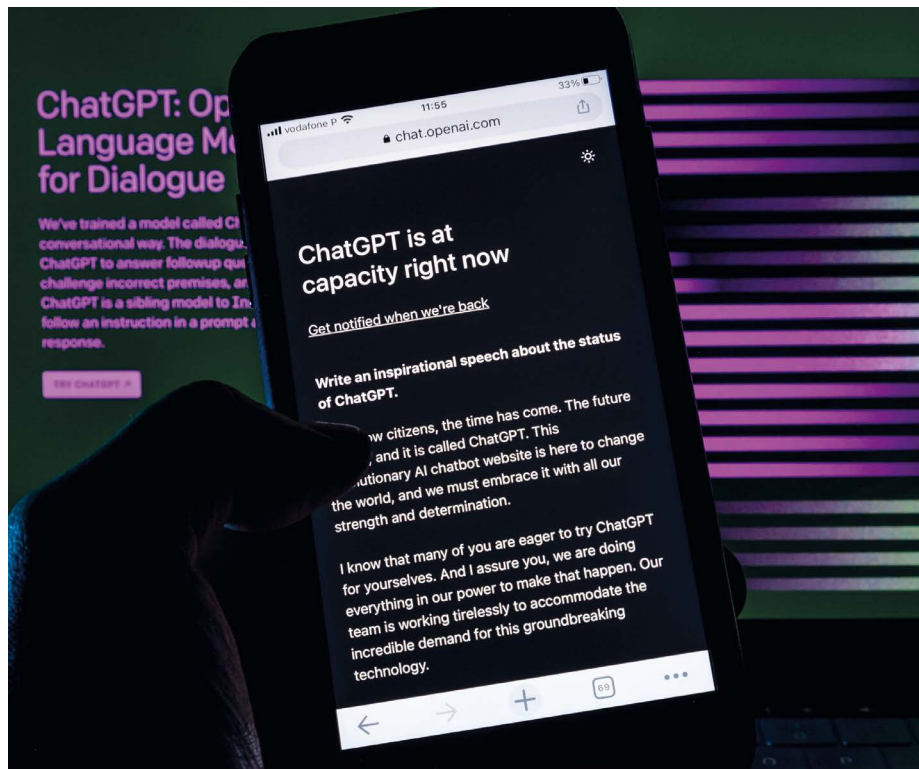 ChatGPT: Op
Language Mo
for Dialogue
We've trained a model called Ch
conversational way. The dialogu
ChatGPT to answer followup que
challenge incorrect premises, an
ChatGPT is a sibling model to In
follow an instruction in a prompt a
response.
TRY CHATGPT ↗
vodafone P
11:55
33%
chat.openai.com
ChatGPT is at
capacity right now
Get notified when we're back
Write an inspirational speech about the status
of ChatGPT.
ow citizens, the time has come. The future
and it is called ChatGPT. This
olutionary AI chatbot website is here to change
the world, and we must embrace it with all our
strength and determination.
I know that many of you are eager to try ChatGPT
for yourselves. And I assure you, we are doing
everything in our power to make that happen. Our
team is working tirelessly to accommodate the
incredible demand for this groundbreaking
technology.
69